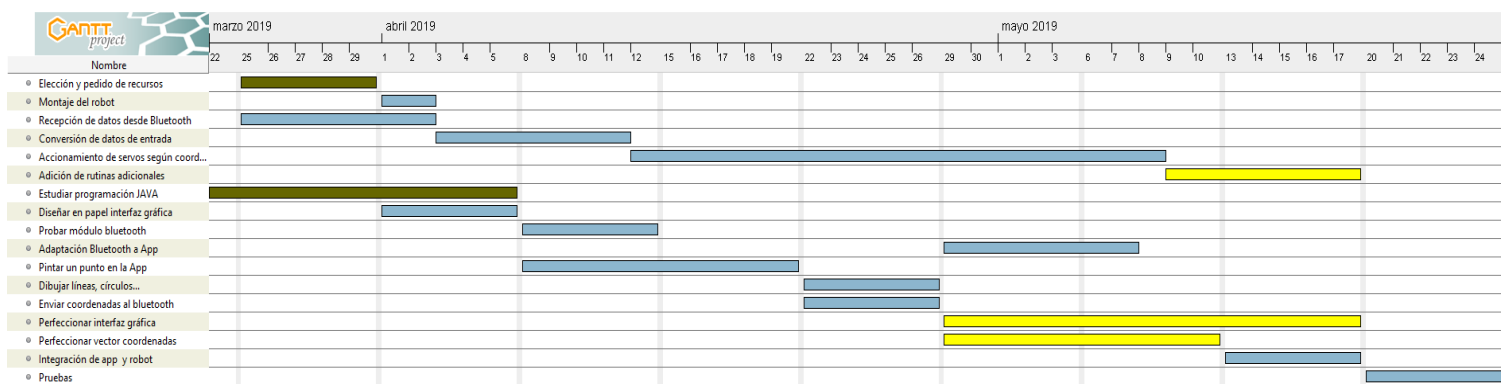 GANTT
project
marzo 2019 abril 2019 mayo 2019
22 25 26 27 28 29 1 2 3 4 5 8 9 10 11 12 15 16 17 18 19 22 23 24 25 26 29 30 1 2 3 6 7 8 9 10 13 14 15 16 17 20 21 22 23 24
Nombre
Elección y pedido de recursos
Montaje del robot
Recepción de datos desde Bluetooth
Conversión de datos de entrada
Accionamiento de servos según coord...
Adición de rutinas adicionales
Estudiar programación JAVA
Diseñar en papel interfaz gráfica
Probar módulo bluetooth
Adaptación Bluetooth a App
Pintar un punto en la App
Dibujar líneas, círculos...
Enviar coordenadas al bluetooth
Perfeccionar interfaz gráfica
Perfeccionar vector coordenadas
Integración de app y robot
Pruebas